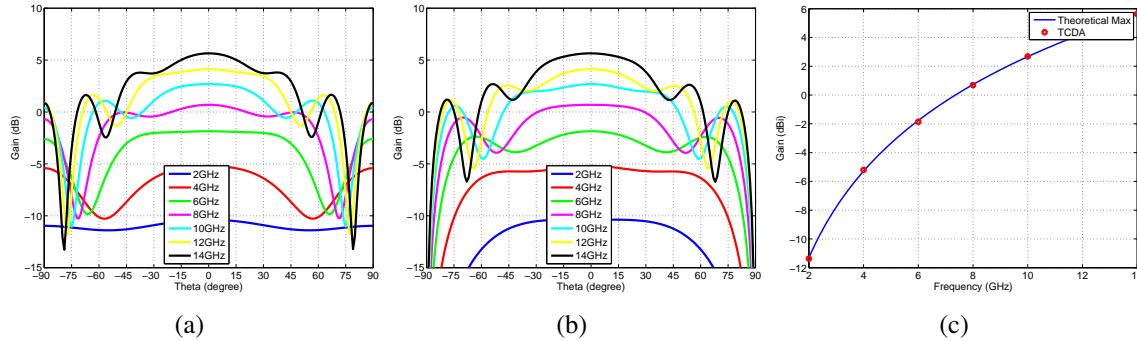 Gain (dB)
5
0
−5
−10
−15
2GHz
4GHz
6GHz
8GHz
10GHz
12GHz
14GHz
−90 −75 −60 −45 −30 −15 0 15 30 45 60 75 90
Theta (degree)
(a)
Gain (dB)
10
5
0
−5
−10
−15
2GHz
4GHz
6GHz
8GHz
10GHz
12GHz
14GHz
−90 −75 −60 −45 −30 −15 0 15 30 45 60 75 90
Theta (degree)
(b)
Gain (dBi)
6
4
2
0
−2
−4
−6
−8
−10
−12
Theoretical Max
TCDA
2 4 6 8 10 12 14
Frequency (GHz)
(c)